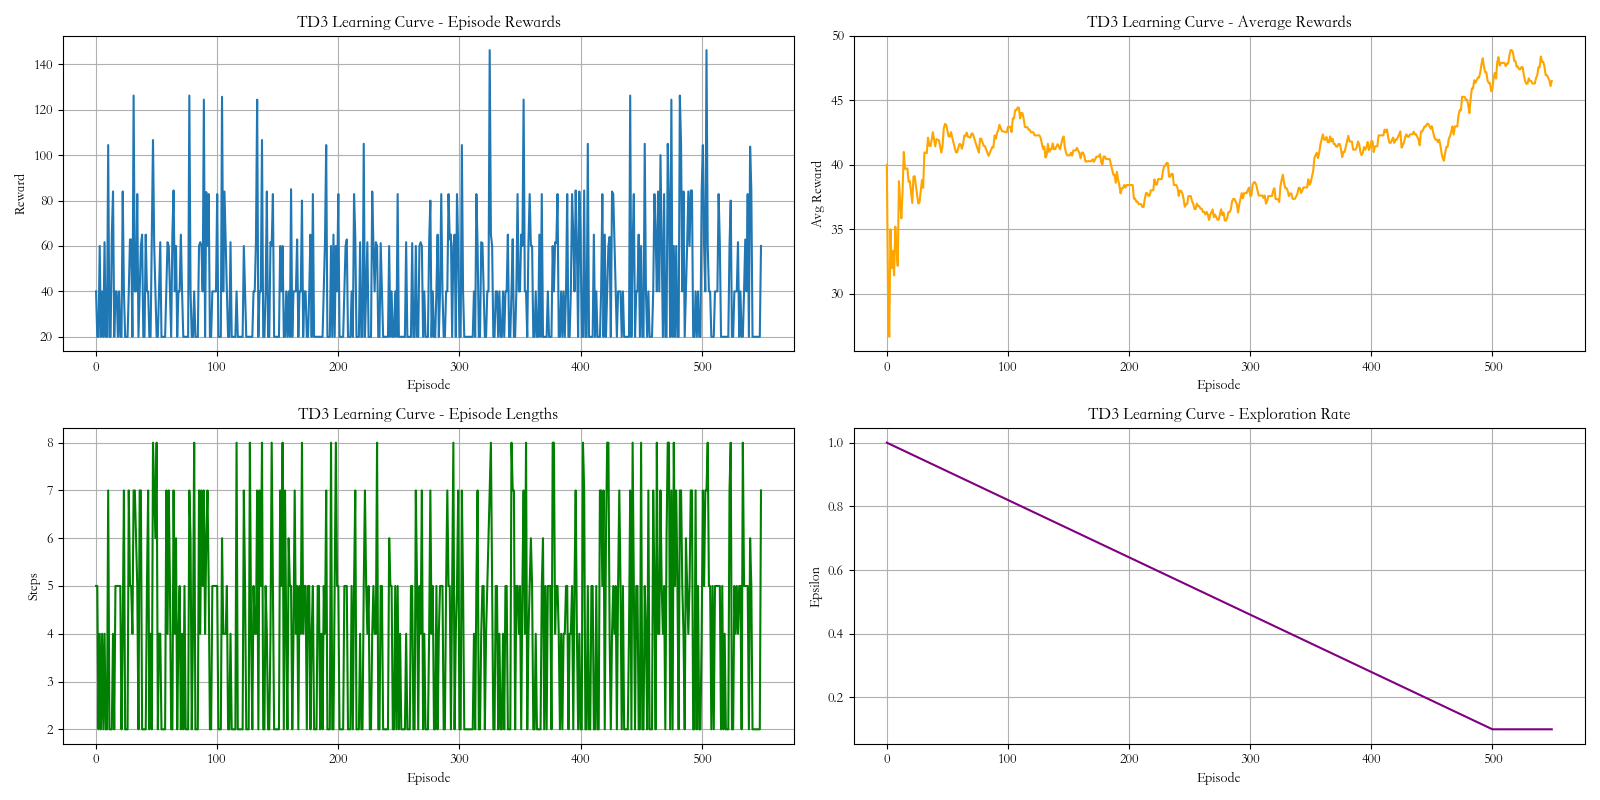 TD3 Learning Curve - Episode Rewards
Reward
140
120
100
80
60
40
20
0 100 200 300 400 500
Episode
TD3 Learning Curve - Average Rewards
Avg Reward
50
45
40
35
30
0 100 200 300 400 500
Episode
TD3 Learning Curve - Episode Lengths
Steps
8
7
6
5
4
3
2
0 100 200 300 400 500
Episode
TD3 Learning Curve - Exploration Rate
Epsilon
1.0
0.8
0.6
0.4
0.2
0 100 200 300 400 500
Episode